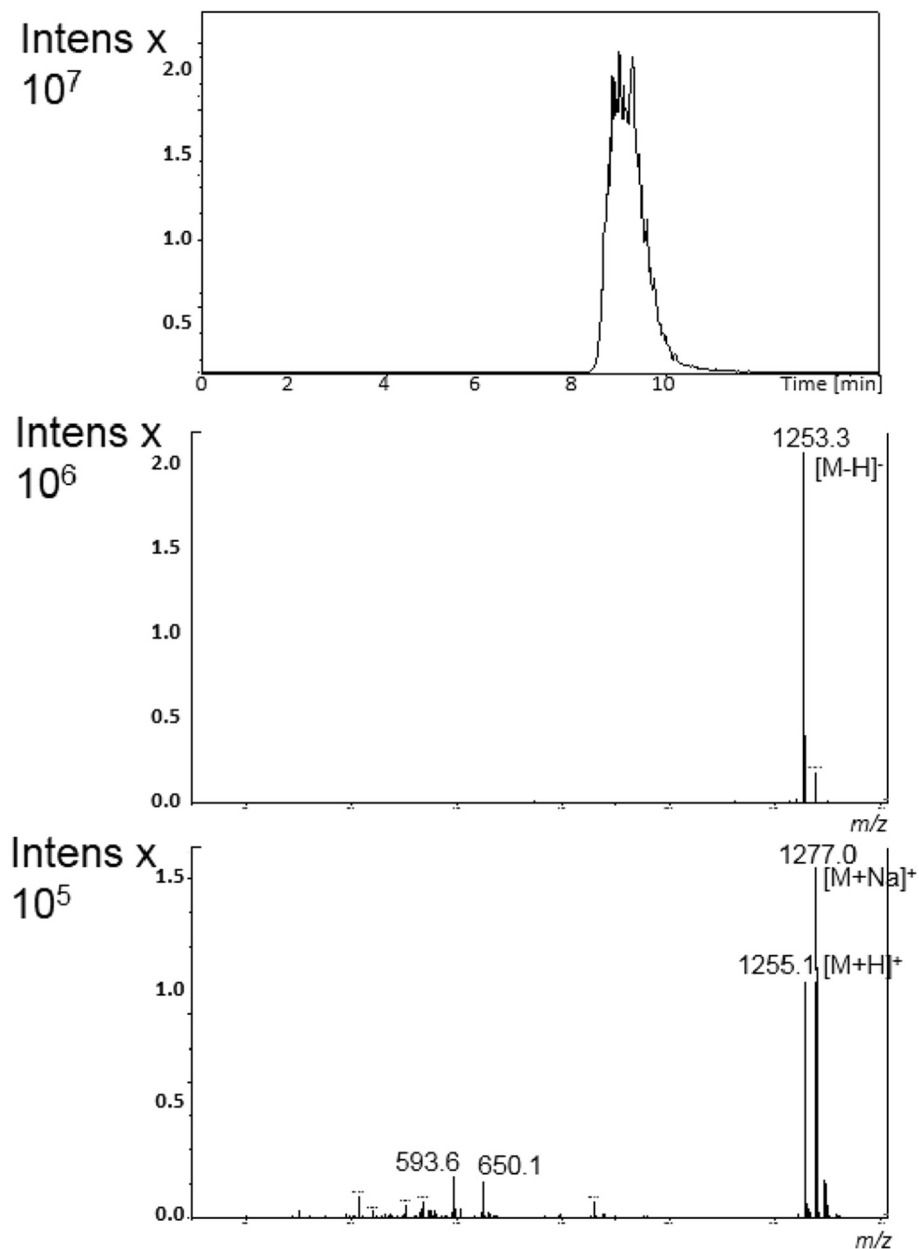 Intens x
10⁷
2.0
1.5
1.0
0.5
0 2 4 6 8 10 Time [min]
Intens x
10⁶
1253.3
[M-H]⁻
2.0
1.5
1.0
0.5
0.0
m/z
Intens x
10⁵
1277.0
[M+Na]⁺
1.5
1255.1 [M+H]⁺
1.0
0.5
593.6 650.1
0.0
m/z